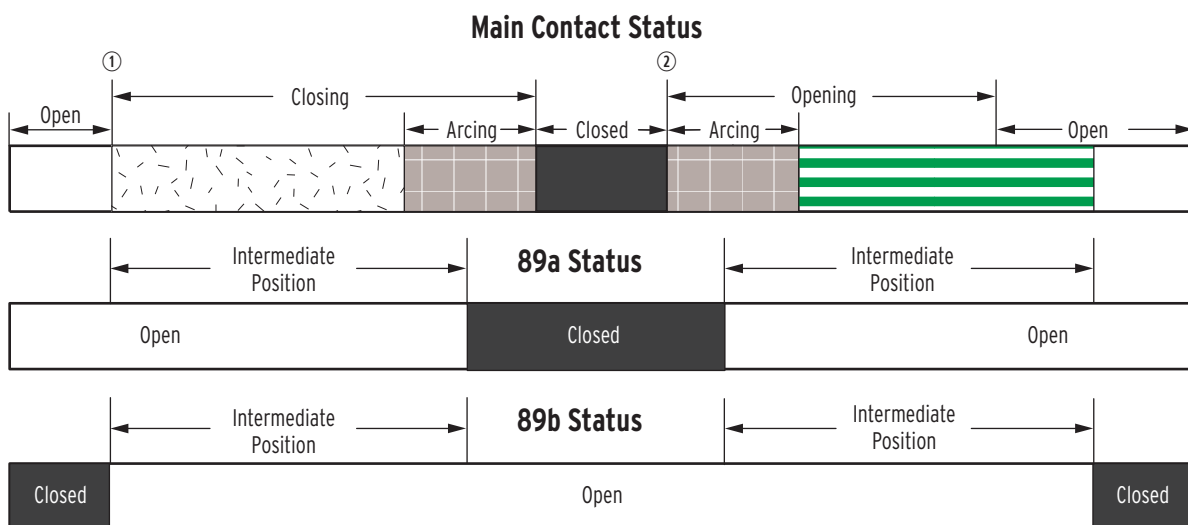 Main Contact Status
① ②
Closing Opening
Open Arcing Closed Arcing Open
Intermediate
Position
89a Status
Intermediate
Position
Open Closed Open
Intermediate
Position
89b Status
Intermediate
Position
Closed Open Closed